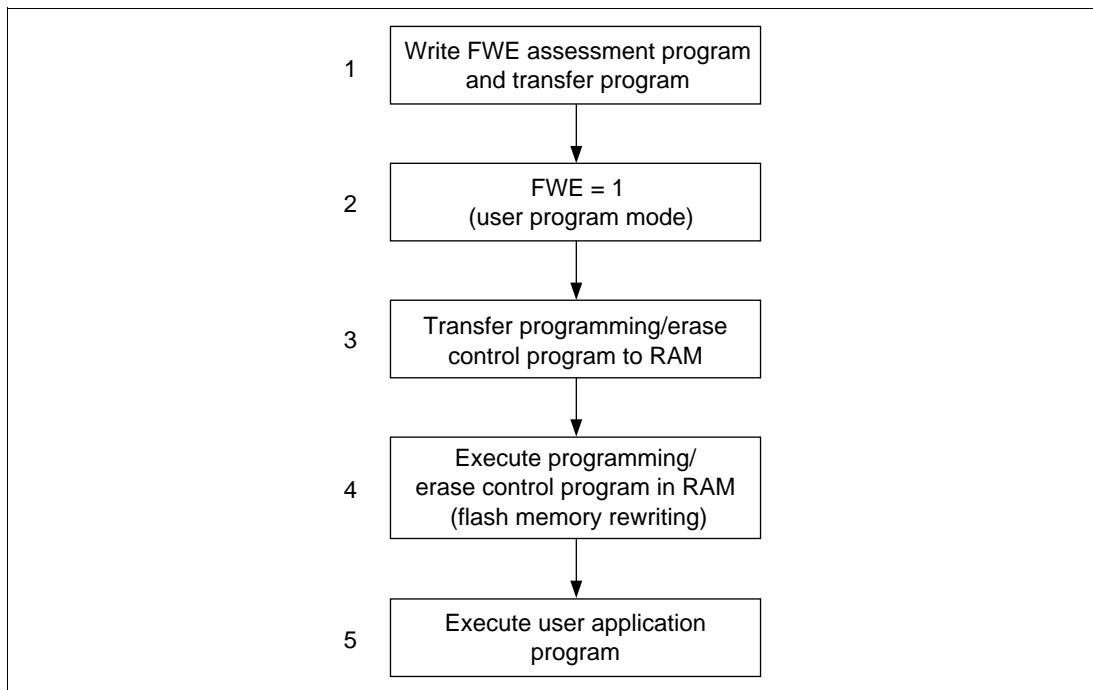 1
Write FWE assessment program
and transfer program
2
FWE = 1
(user program mode)
3
Transfer programming/erase
control program to RAM
4
Execute programming/
erase control program in RAM
(flash memory rewriting)
5
Execute user application
program